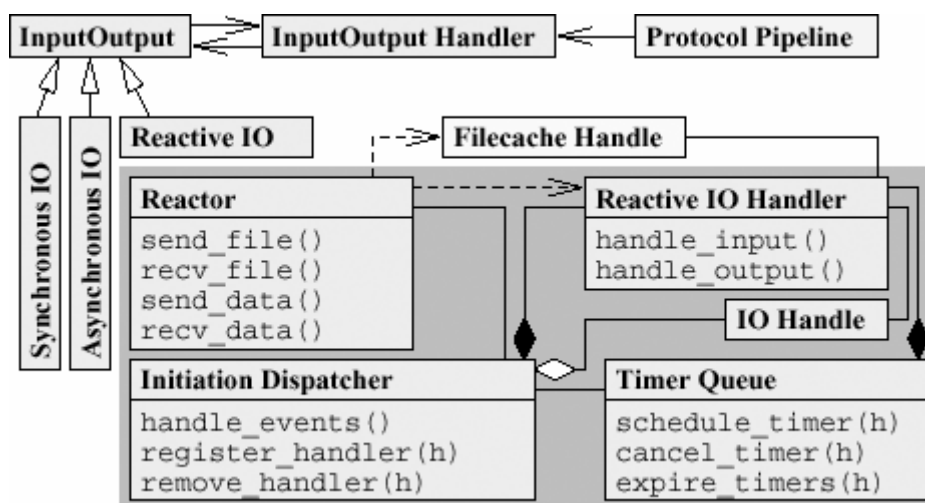 InputOutput
InputOutput Handler
Protocol Pipeline
Synchronous IO
Asynchronous IO
Reactive IO
Filecache Handle
Reactor
send_file()
recv_file()
send_data()
recv_data()
Reactive IO Handler
handle_input()
handle_output()
IO Handle
Initiation Dispatcher
handle_events()
register_handler(h)
remove_handler(h)
Timer Queue
schedule_timer(h)
cancel_timer(h)
expire_timers(h)